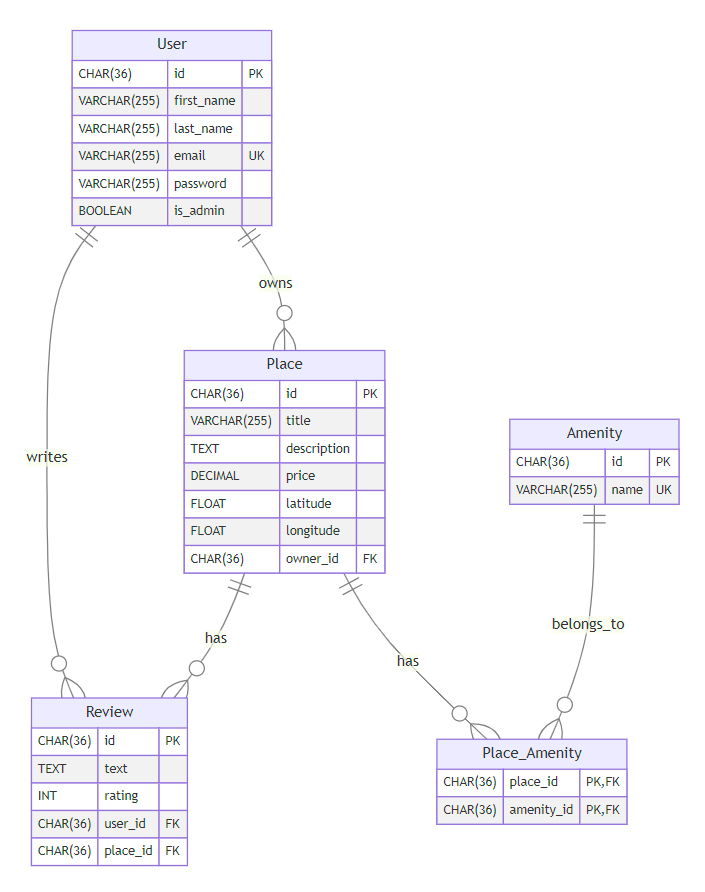 User
CHAR(36) id PK
VARCHAR(255) first_name
VARCHAR(255) last_name
VARCHAR(255) email UK
VARCHAR(255) password
BOOLEAN is_admin
owns
Place
CHAR(36) id PK
VARCHAR(255) title
TEXT description
DECIMAL price
FLOAT latitude
FLOAT longitude
CHAR(36) owner_id FK
Amenity
CHAR(36) id PK
VARCHAR(255) name UK
writes
has
has
belongs_to
Review
CHAR(36) id PK
TEXT text
INT rating
CHAR(36) user_id FK
CHAR(36) place_id FK
Place_Amenity
CHAR(36) place_id PK,FK
CHAR(36) amenity_id PK,FK